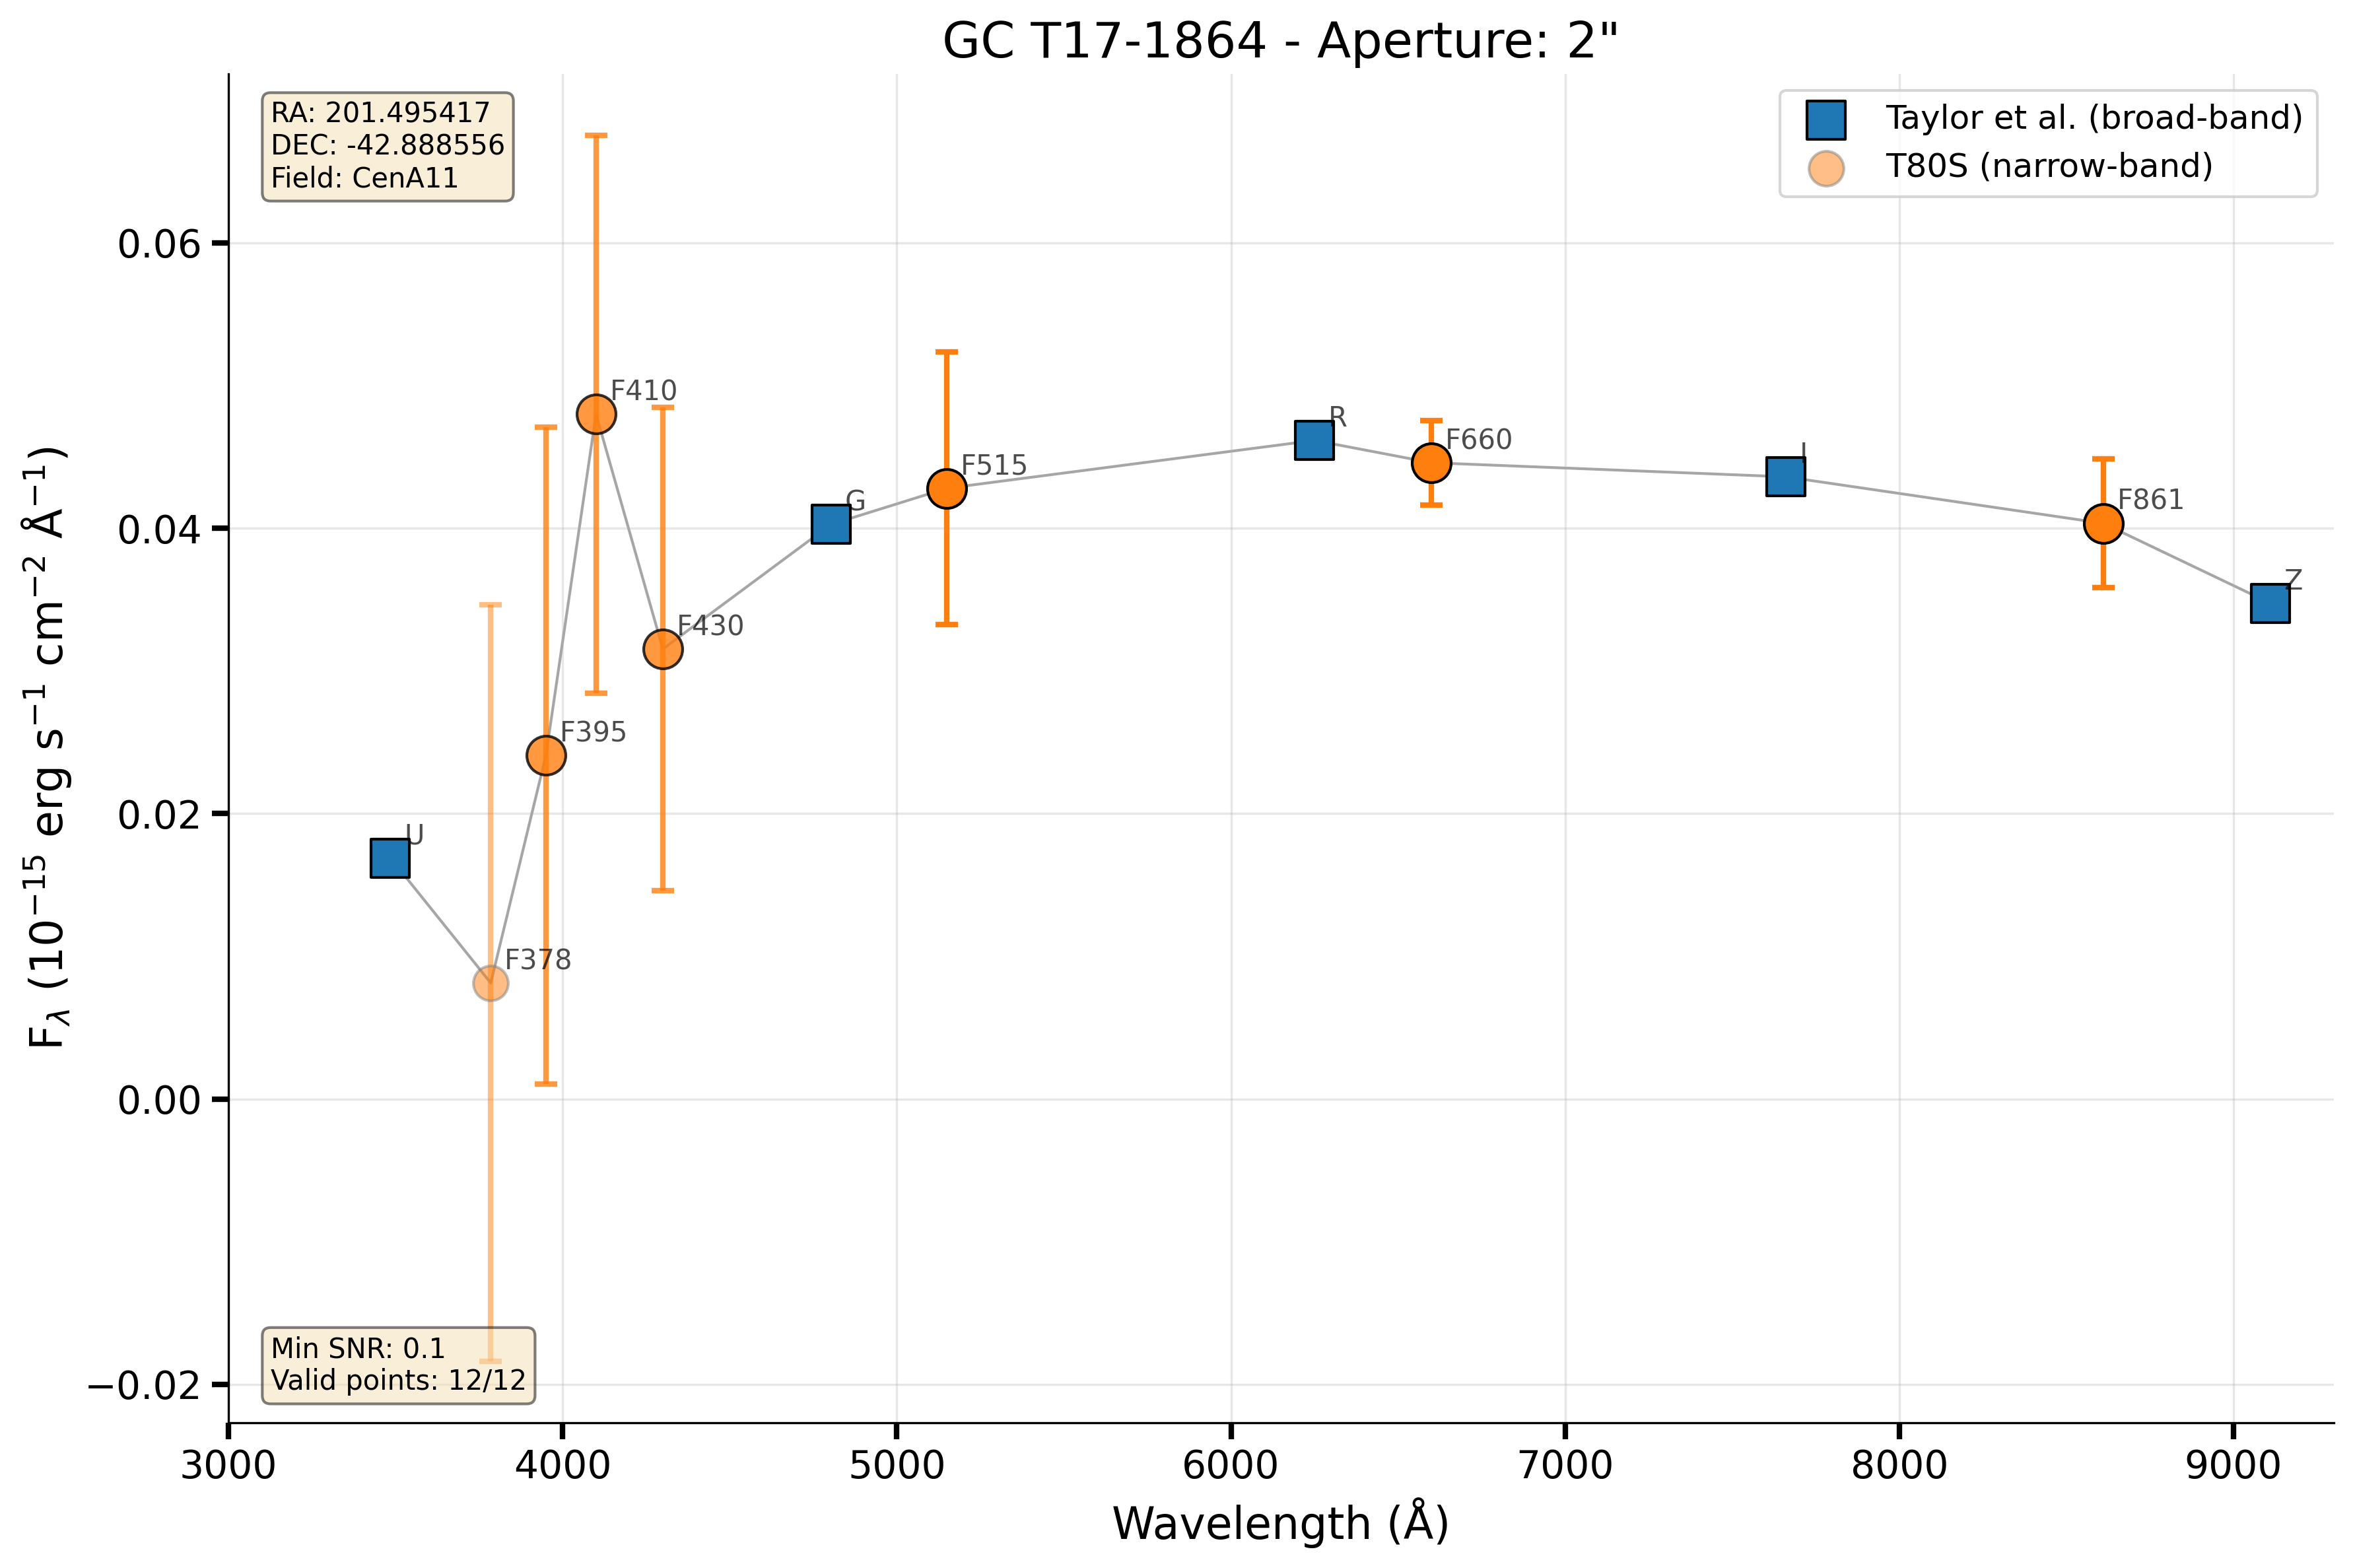 GC T17-1864 - Aperture: 2"
RA: 201.495417
DEC: -42.888556
Field: CenA11
Taylor et al. (broad-band)
T80S (narrow-band)
F410
R
F660
I
F515
G
F861
Z
F430
F395
U
F378
0.06
0.04
0.02
0.00
−0.02
F_λ (10⁻¹⁵ erg s⁻¹ cm⁻² Å⁻¹)
Min SNR: 0.1
Valid points: 12/12
3000 4000 5000 6000 7000 8000 9000
Wavelength (Å)